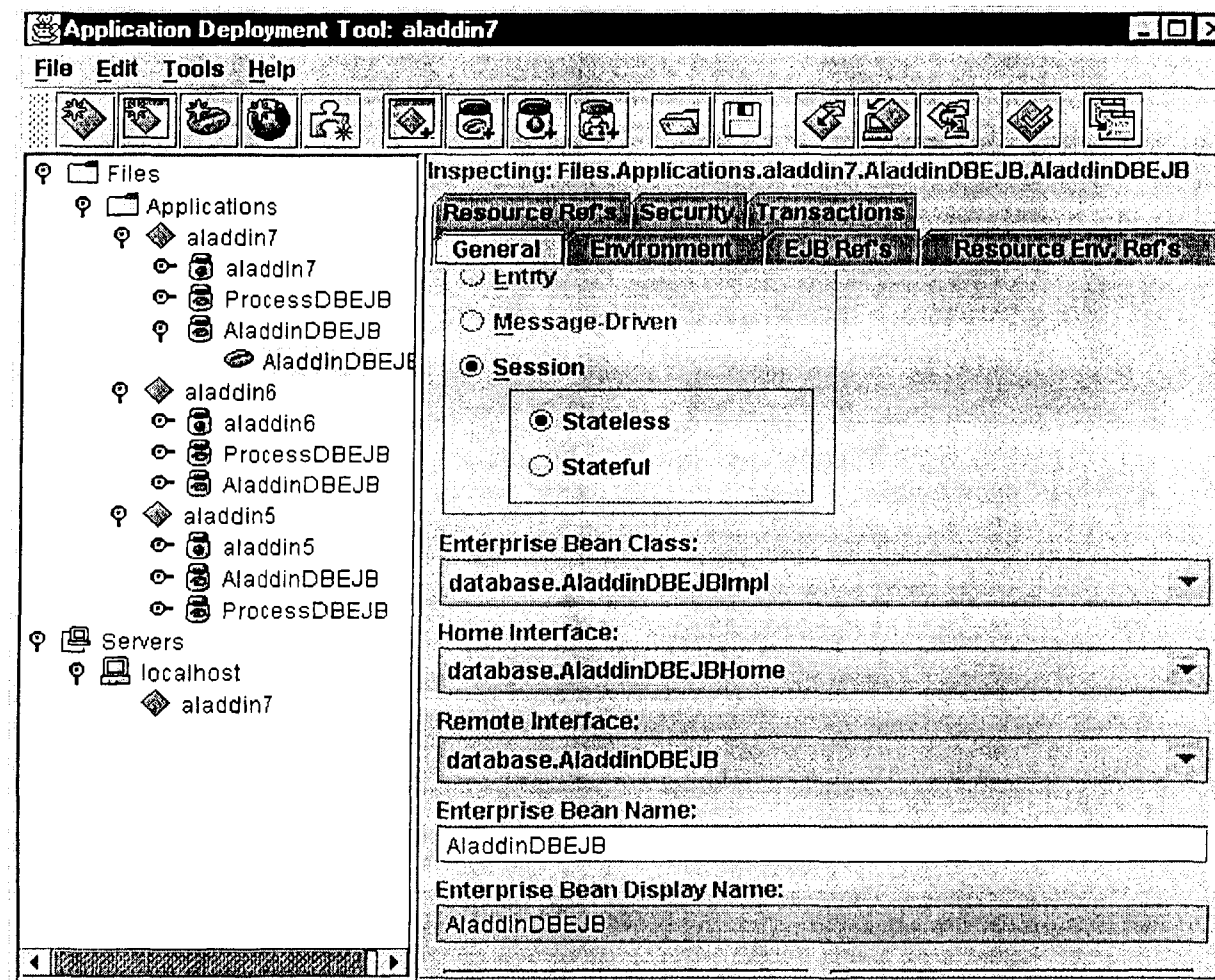 Application Deployment Tool: aladdin7
File Edit Tools Help
Files
Applications
aladdin7
aladdin7
ProcessDBEJB
AladdinDBEJB
AladdinDBEJB
aladdin6
aladdin6
ProcessDBEJB
AladdinDBEJB
aladdin5
aladdin5
AladdinDBEJB
ProcessDBEJB
Servers
localhost
aladdin7
Inspecting: Files.Applications.aladdin7.AladdinDBEJB.AladdinDBEJB
Resource Ref's Security Transactions
General Environment EJB Ref's Resource Env. Ref's
Entity
Message-Driven
Session
Stateless
Stateful
Enterprise Bean Class:
database.AladdinDBEJBImpl
Home Interface:
database.AladdinDBEJBHome
Remote Interface:
database.AladdinDBEJB
Enterprise Bean Name:
AladdinDBEJB
Enterprise Bean Display Name:
AladdinDBEJB